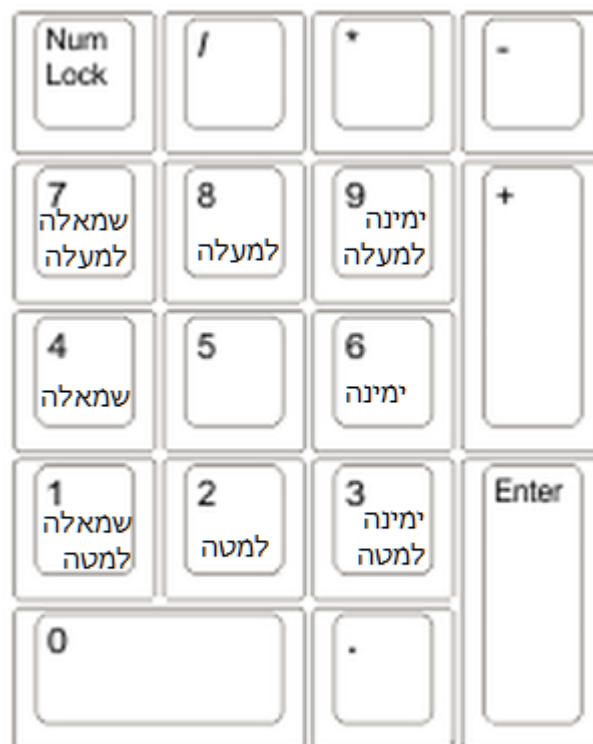 Num
Lock
/
*
-
7
שמאלה
למעלה
8
למעלה
9
ימינה
למעלה
+
4
שמאלה
5
6
ימינה
1
שמאלה
למטה
2
למטה
3
ימינה
למטה
Enter
0
.